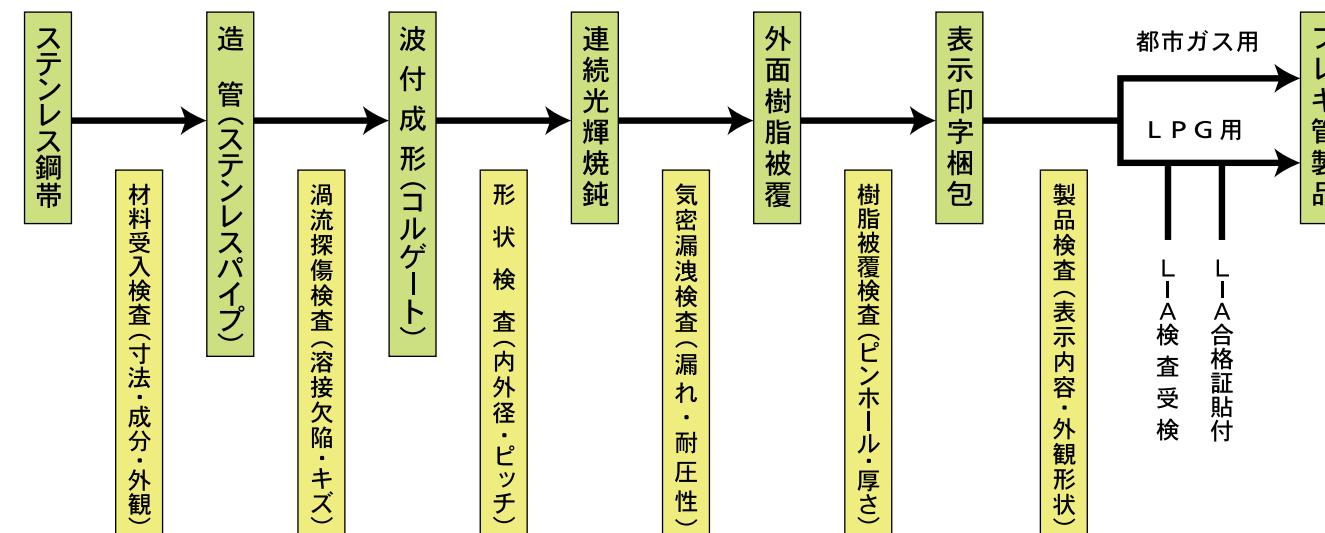 ステンレス鋼帯
材料受入検査(寸法・成分・外観)
造管(ステンレスパイプ)
渦流探傷検査(溶接欠陥・キズ)
波付成形(コルゲート)
形状検査(内外径・ピッチ)
連続光輝焼鈍
気密漏洩検査(漏れ・耐圧性)
外面樹脂被覆
樹脂被覆検査(ピンホール・厚さ)
表示印字梱包
製品検査(表示内容・外観形状)
都市ガス用
LPG用
LIA検査受検
LIA合格証貼付
フレキ管製品